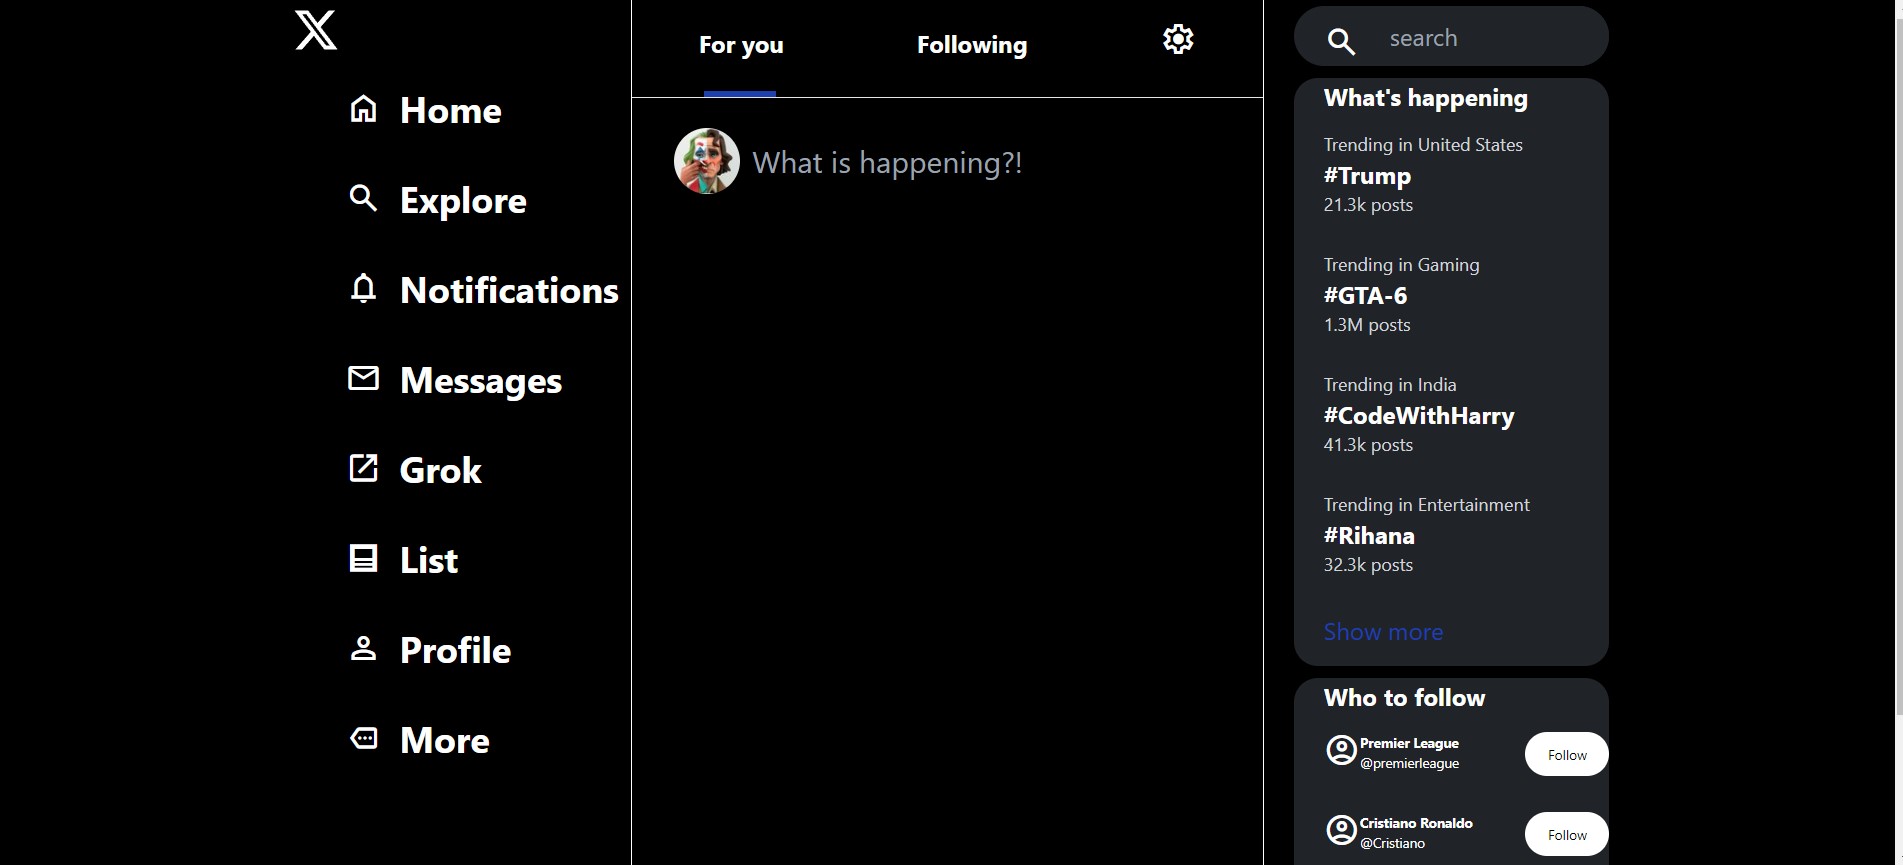 Home
Explore
Notifications
Messages
Grok
List
Profile
More
For you
Following
What is happening?!
search
What's happening
Trending in United States
#Trump
21.3k posts
Trending in Gaming
#GTA-6
1.3M posts
Trending in India
#CodeWithHarry
41.3k posts
Trending in Entertainment
#Rihana
32.3k posts
Show more
Who to follow
Premier League
@premierleague
Follow
Cristiano Ronaldo
@Cristiano
Follow